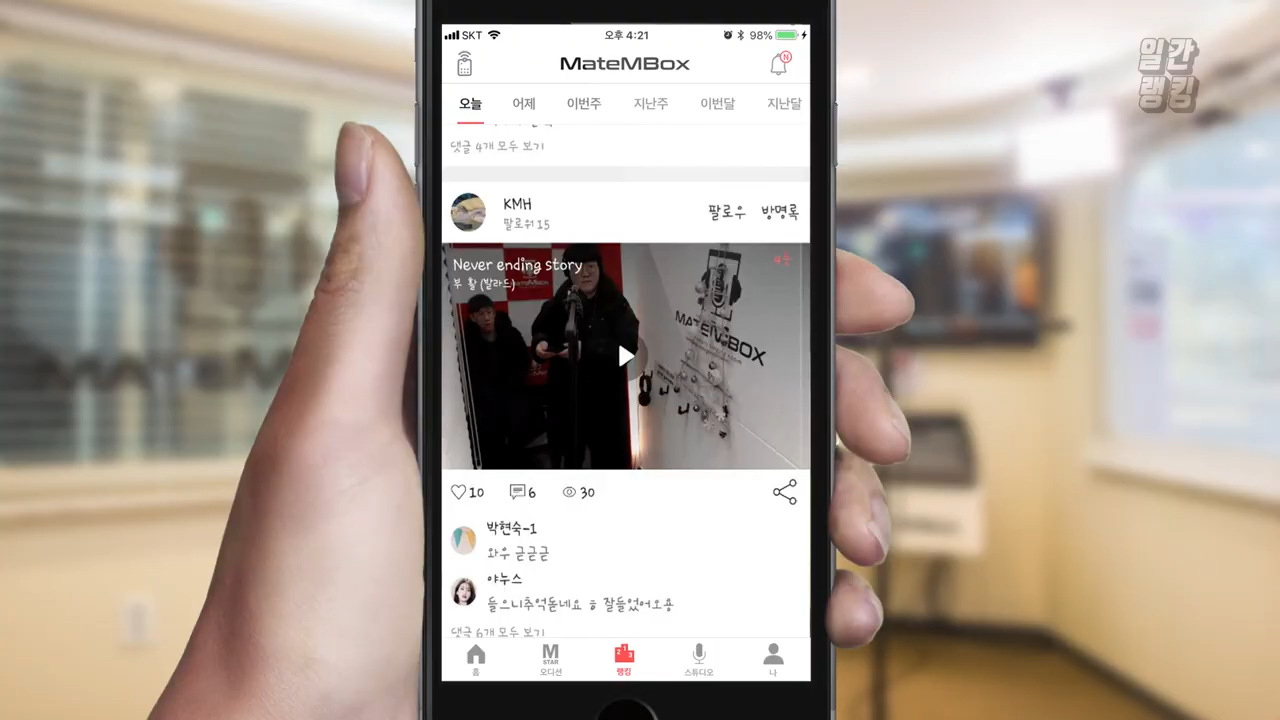 일간
랭킹
SKT 오후 4:21 98%
MateMBox N
오늘 어제 이번주 지난주 이번달 지난달
댓글 4개 모두 보기
KMH
팔로워 15
팔로우 방명록
Never ending story
부 활 (발라드)
MATEMBOX
10 6 30
박현숙-1
와우 굳굳굳
야누스
들으니추억돋네요 ㅎ 잘들었어오용
댓글 6개 모두 보기
홈 M STAR 오디션 2 1 3 랭킹 스튜디오 나